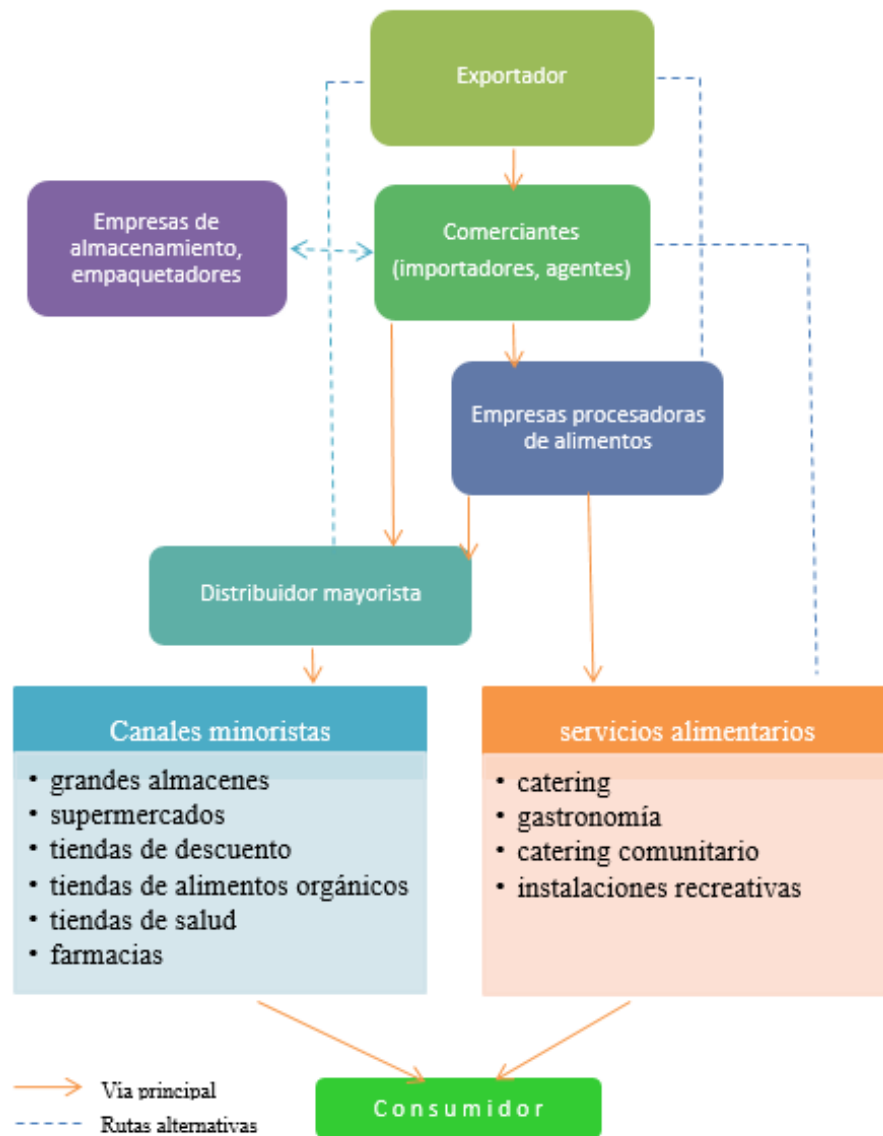 Exportador
Empresas de
almacenamiento,
empaquetadores
Comerciantes
(importadores, agentes)
Empresas procesadoras
de alimentos
Distribuidor mayorista
Canales minoristas
• grandes almacenes
• supermercados
• tiendas de descuento
• tiendas de alimentos orgánicos
• tiendas de salud
• farmacias
servicios alimentarios
• catering
• gastronomía
• catering comunitario
• instalaciones recreativas
Vía principal
Rutas alternativas
Consumidor